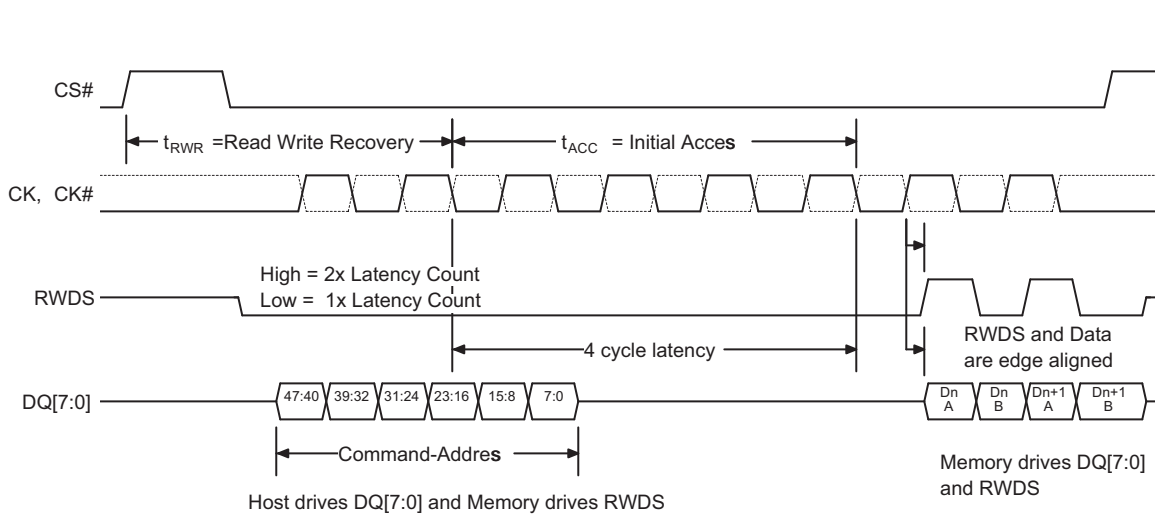 CS#
tRWR =Read Write Recovery
tACC = Initial Acces
CK, CK#
High = 2x Latency Count
Low = 1x Latency Count
RWDS
RWDS and Data
are edge aligned
4 cycle latency
DQ[7:0]
47:40 39:32 31:24 23:16 15:8 7:0
Dn A
Dn B
Dn+1 A
Dn+1 B
Command-Addres
Memory drives DQ[7:0]
and RWDS
Host drives DQ[7:0] and Memory drives RWDS